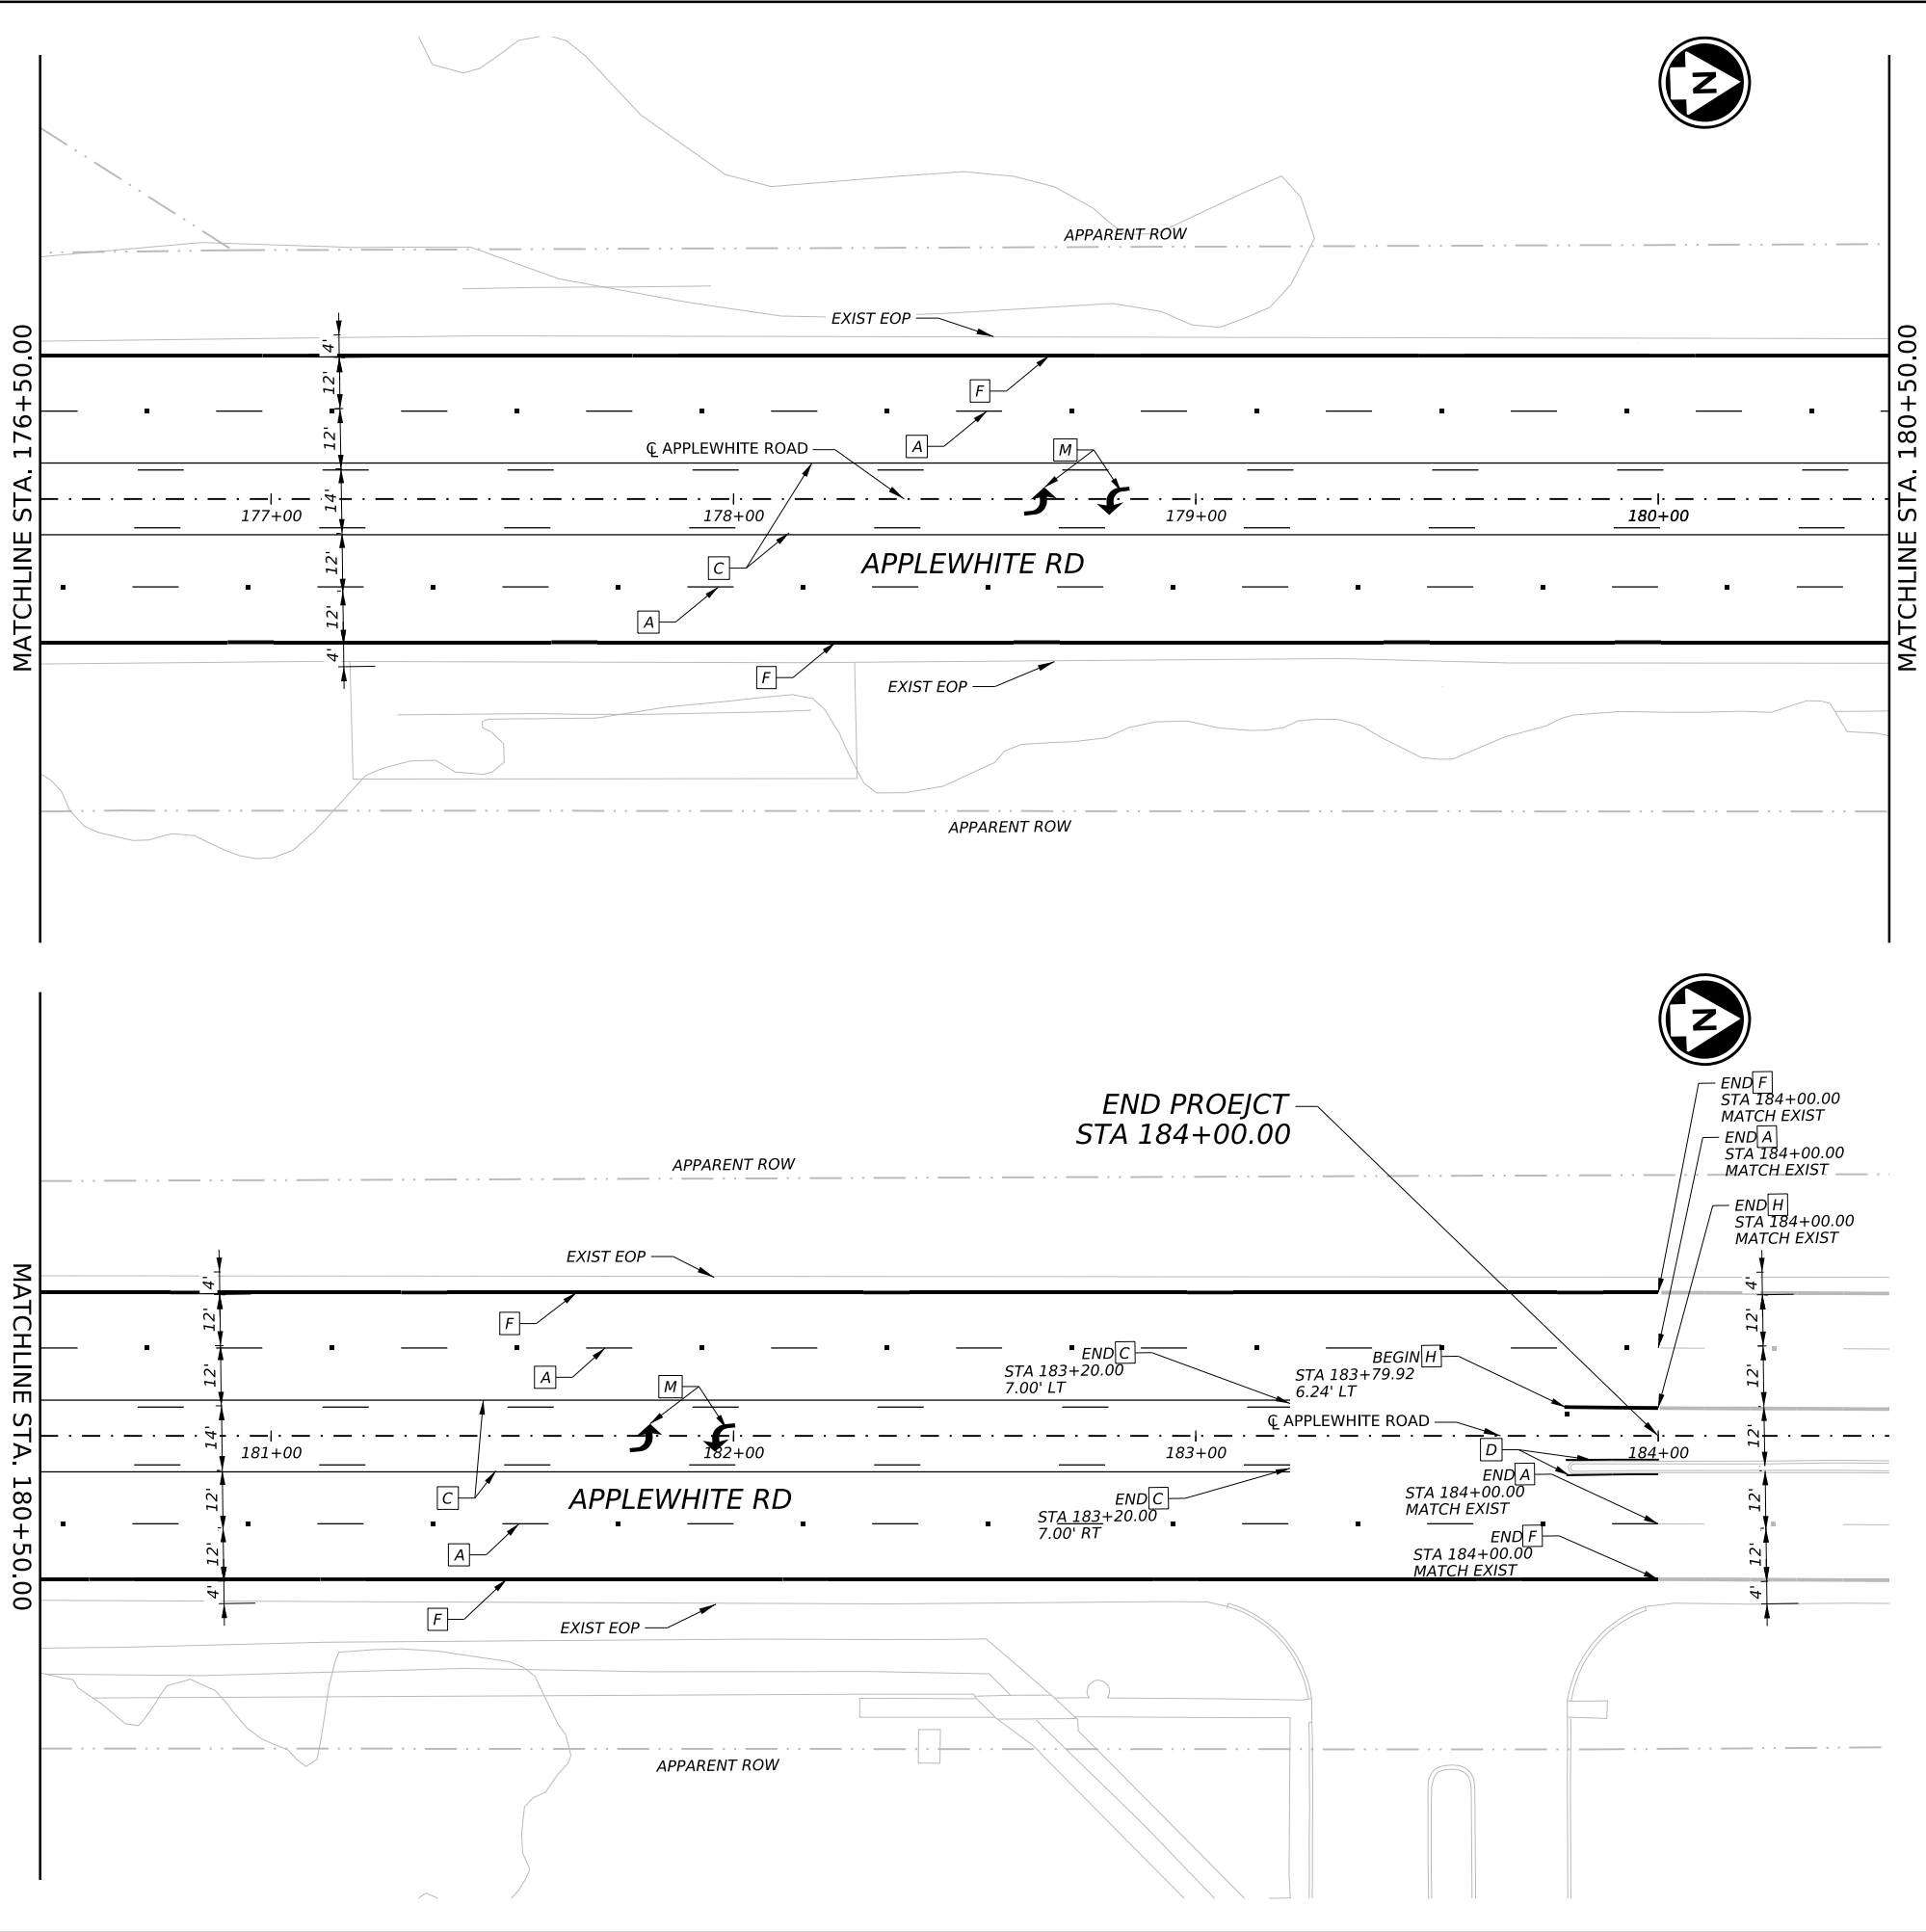 N
APPARENT ROW
MATCHLINE STA. 176+50.00
MATCHLINE STA. 180+50.00
EXIST EOP
4'
12'
F
12'
A
℄ APPLEWHITE ROAD
M
14'
177+00
178+00
179+00
180+00
C
APPLEWHITE RD
12'
A
12'
4'
F
EXIST EOP
APPARENT ROW
N
END PROEJCT
STA 184+00.00
END F
STA 184+00.00
MATCH EXIST
END A
STA 184+00.00
MATCH EXIST
END H
STA 184+00.00
MATCH EXIST
APPARENT ROW
MATCHLINE STA. 180+50.00
EXIST EOP
4'
4'
12'
12'
F
12'
12'
A
M
END C
STA 183+20.00
7.00' LT
BEGIN H
STA 183+79.92
6.24' LT
℄ APPLEWHITE ROAD
14'
12'
181+00
182+00
183+00
184+00
D
C
APPLEWHITE RD
END C
STA 183+20.00
7.00' RT
END A
STA 184+00.00
MATCH EXIST
12'
12'
A
END F
STA 184+00.00
MATCH EXIST
12'
12'
4'
4'
F
EXIST EOP
APPARENT ROW